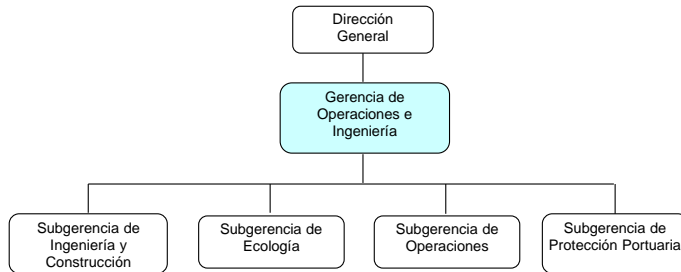 Dirección
General
Gerencia de
Operaciones e
Ingeniería
Subgerencia de
Ingeniería y
Construcción
Subgerencia de
Ecología
Subgerencia de
Operaciones
Subgerencia de
Protección Portuaria